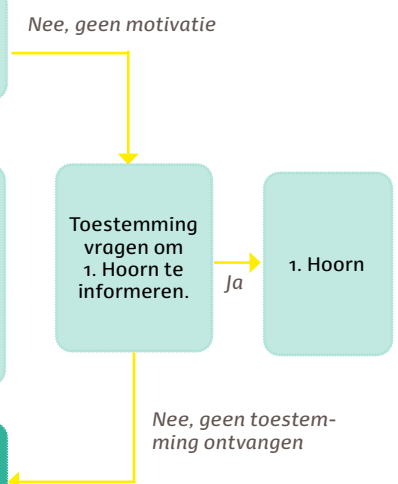 Nee, geen motivatie
Toestemming
vragen om
1. Hoorn te
informeren.
Ja
1. Hoorn
Nee, geen toestem-
ming ontvangen